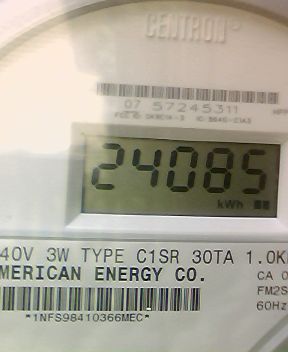 CENTRON®
07 57245311
24085
kWh
40V 3W TYPE C1SR 30TA 1.0K
MERICAN ENERGY CO.
CA 0
FM2S
60Hz
*1NFS98410366MEC*